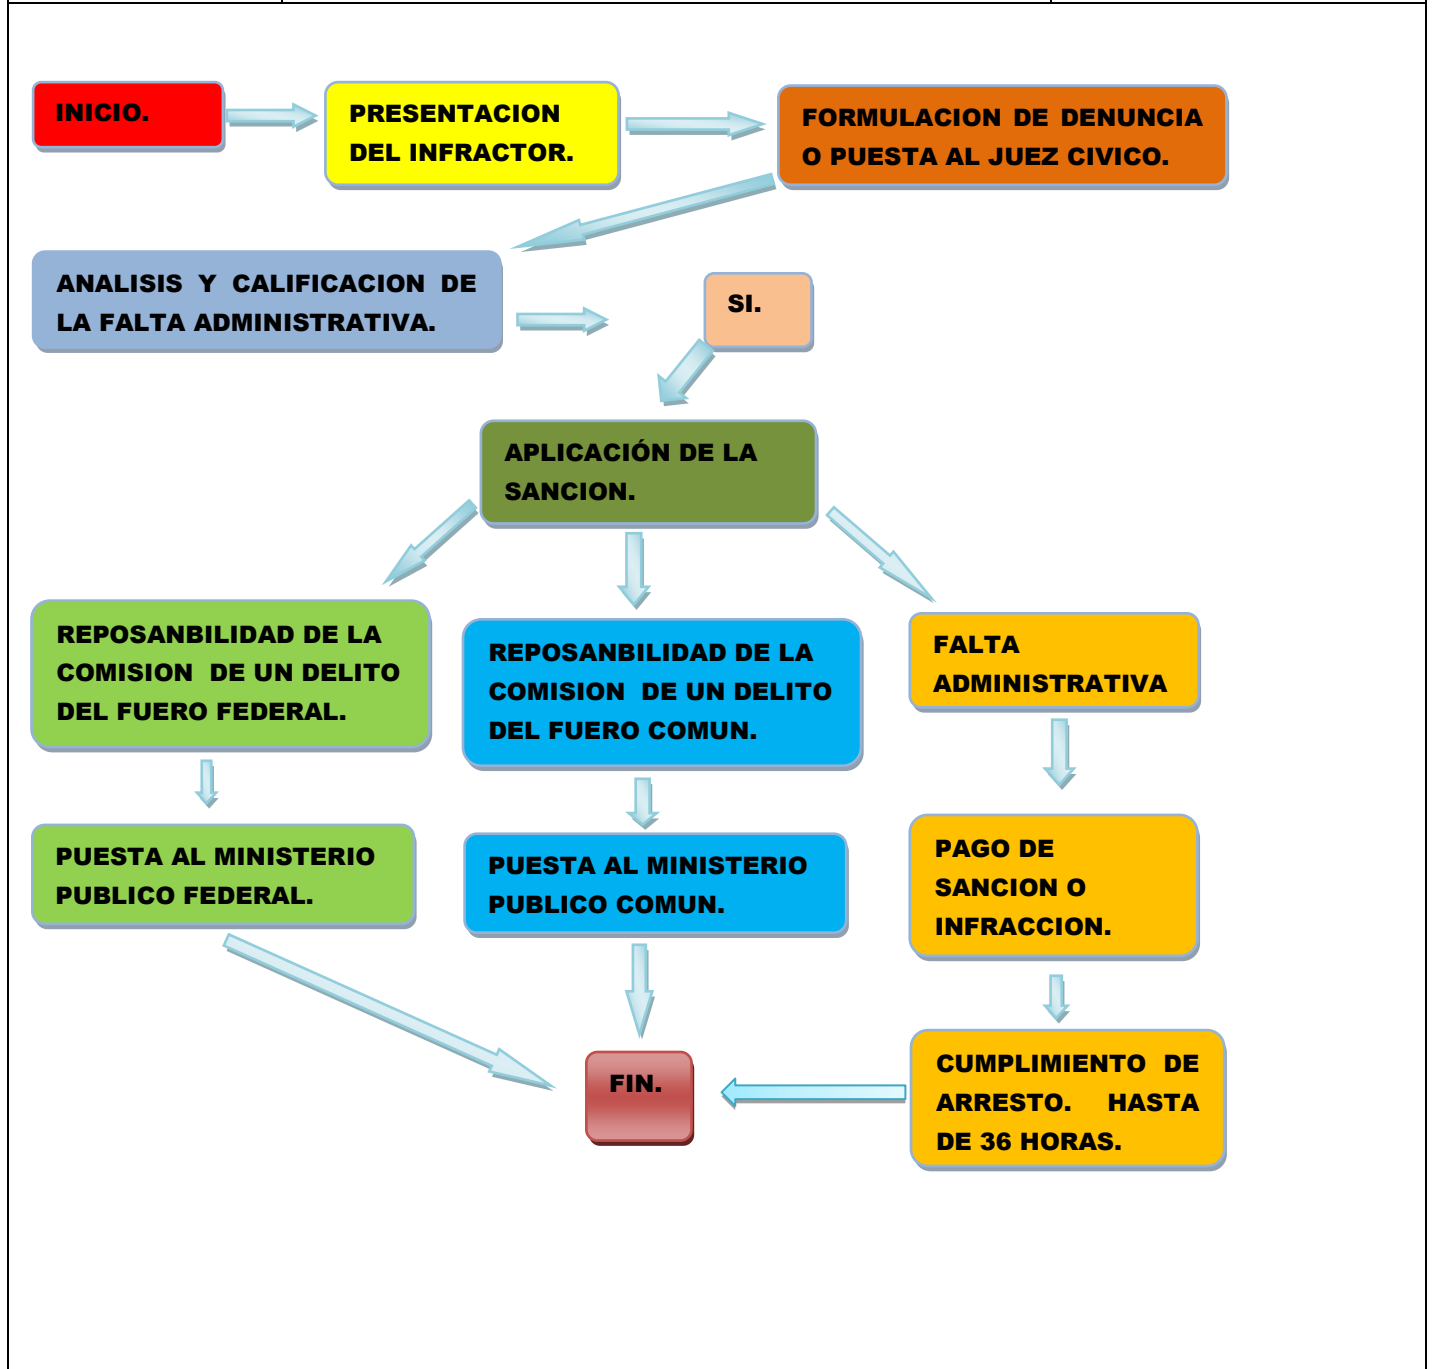 INICIO.
PRESENTACION
DEL INFRACTOR.
FORMULACION DE DENUNCIA
O PUESTA AL JUEZ CIVICO.
ANALISIS Y CALIFICACION DE
LA FALTA ADMINISTRATIVA.
SI.
APLICACIÓN DE LA
SANCION.
REPOSANBILIDAD DE LA
COMISION DE UN DELITO
DEL FUERO FEDERAL.
REPOSANBILIDAD DE LA
COMISION DE UN DELITO
DEL FUERO COMUN.
FALTA
ADMINISTRATIVA
PUESTA AL MINISTERIO
PUBLICO FEDERAL.
PUESTA AL MINISTERIO
PUBLICO COMUN.
PAGO DE
SANCION O
INFRACCION.
FIN.
CUMPLIMIENTO DE
ARRESTO. HASTA
DE 36 HORAS.